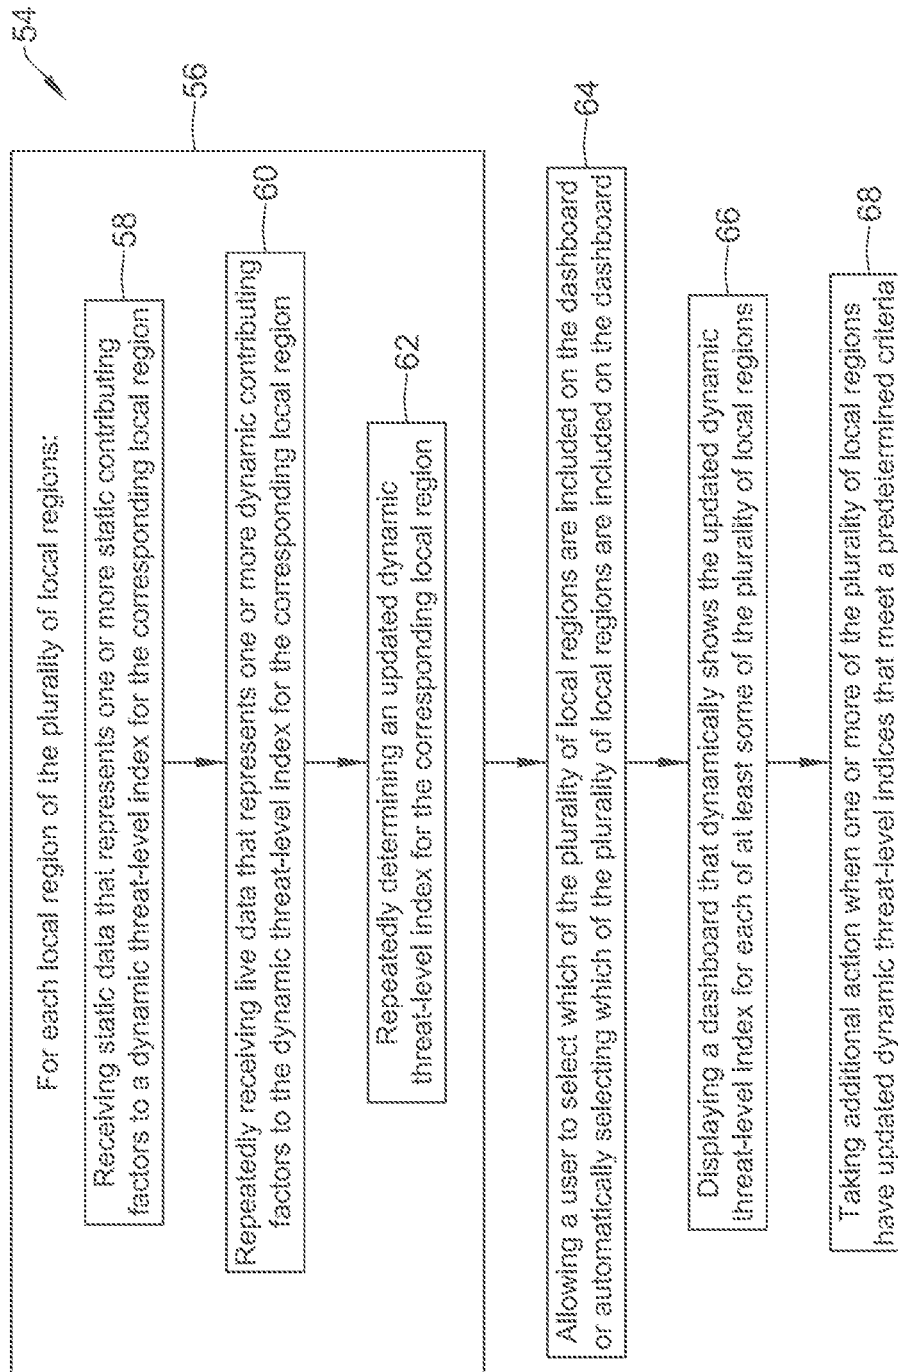 54
56
For each local region of the plurality of local regions:
58
Receiving static data that represents one or more static contributing
factors to a dynamic threat-level index for the corresponding local region
60
Repeatedly receiving live data that represents one or more dynamic contributing
factors to the dynamic threat-level index for the corresponding local region
62
Repeatedly determining an updated dynamic
threat-level index for the corresponding local region
64
Allowing a user to select which of the plurality of local regions are included on the dashboard
or automatically selecting which of the plurality of local regions are included on the dashboard
66
Displaying a dashboard that dynamically shows the updated dynamic
threat-level index for each of at least some of the plurality of local regions
68
Taking additional action when one or more of the plurality of local regions
have updated dynamic threat-level indices that meet a predetermined criteria